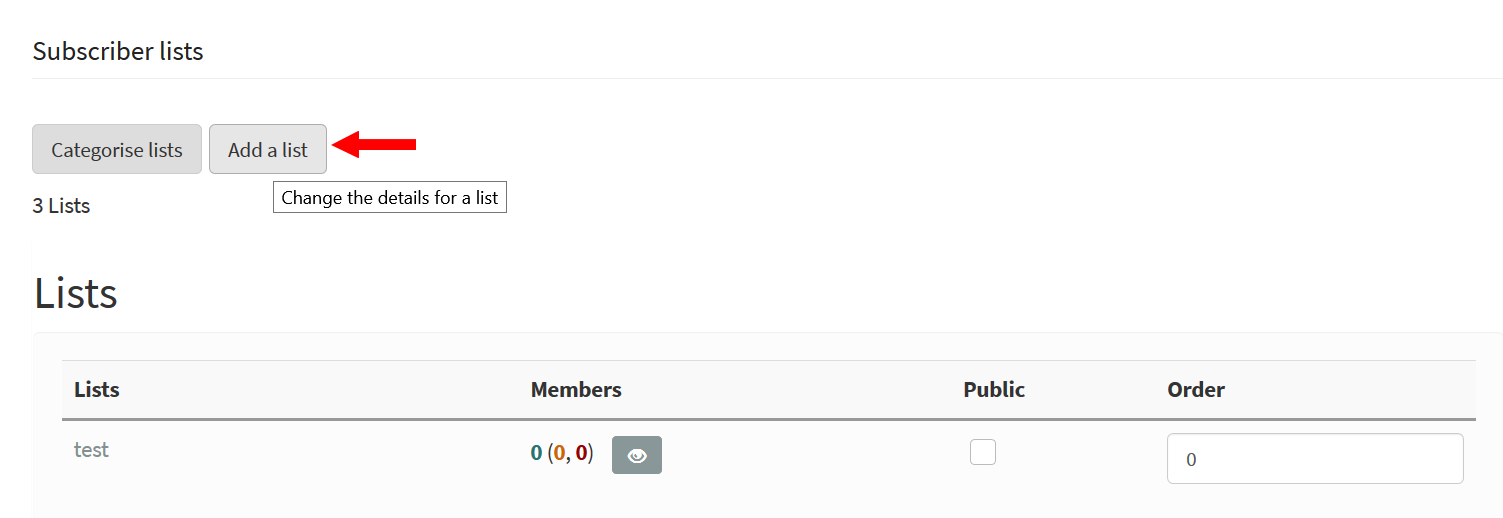 Subscriber lists
Categorise lists Add a list
Change the details for a list
3 Lists
Lists
Lists Members Public Order
test 0 (0, 0) 0